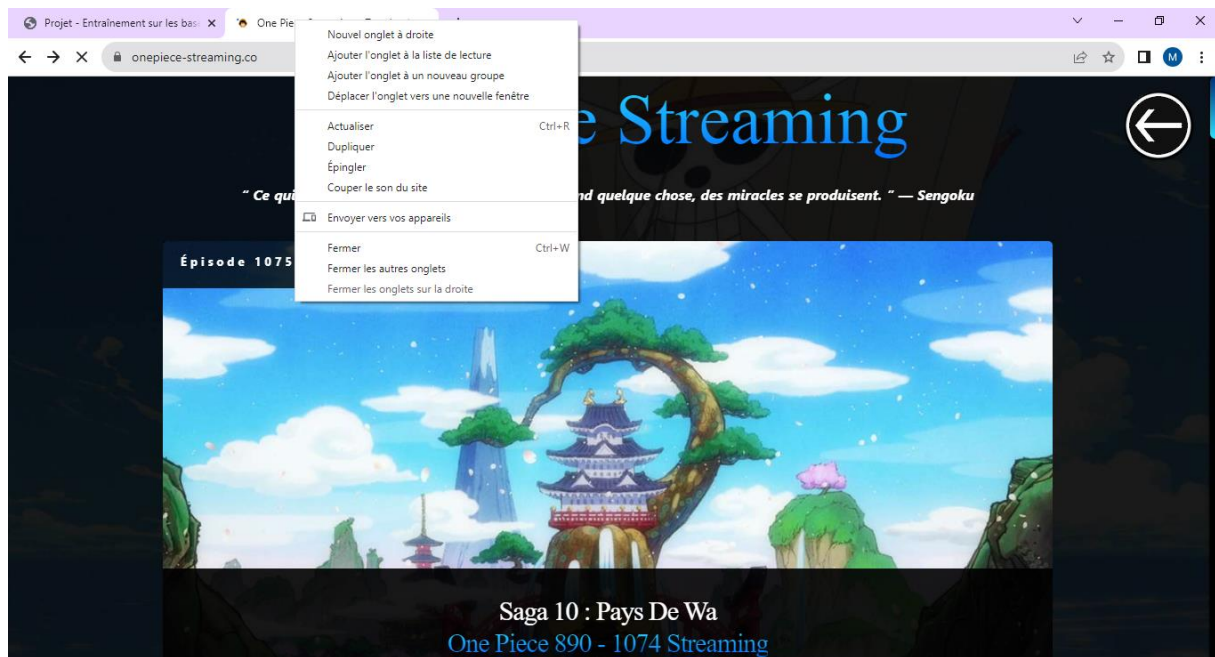 Projet - Entraînement sur les bas
One Pie
onepiece-streaming.co
M
Nouvel onglet à droite
Ajouter l'onglet à la liste de lecture
Ajouter l'onglet à un nouveau groupe
Déplacer l'onglet vers une nouvelle fenêtre
Actualiser Ctrl+R
Dupliquer
Épingler
Couper le son du site
Envoyer vers vos appareils
Fermer Ctrl+W
Fermer les autres onglets
Fermer les onglets sur la droite
e Streaming
“ Ce qui nd quelque chose, des miracles se produisent. ” — Sengoku
Épisode 1075
Saga 10 : Pays De Wa
One Piece 890 - 1074 Streaming